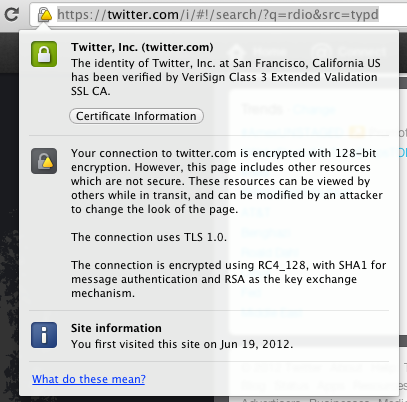 https://twitter.com/i/#!/search/?q=rdio&src=typd
Twitter, Inc. (twitter.com)
The identity of Twitter, Inc. at San Francisco, California US
has been verified by VeriSign Class 3 Extended Validation
SSL CA.
Certificate Information
Your connection to twitter.com is encrypted with 128-bit
encryption. However, this page includes other resources
which are not secure. These resources can be viewed by
others while in transit, and can be modified by an attacker
to change the look of the page.
The connection uses TLS 1.0.
The connection is encrypted using RC4_128, with SHA1 for
message authentication and RSA as the key exchange
mechanism.
Site information
You first visited this site on Jun 19, 2012.
What do these mean?